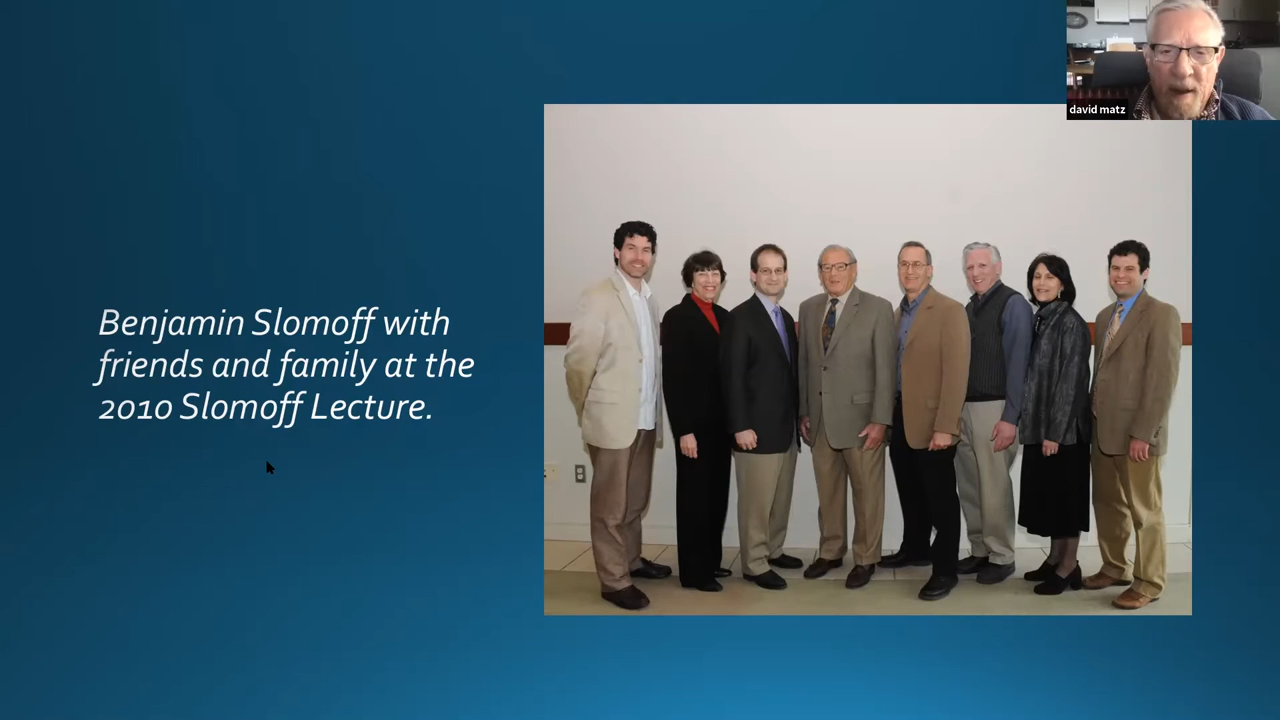 Benjamin Slomoff with
friends and family at the
2010 Slomoff Lecture.
david matz